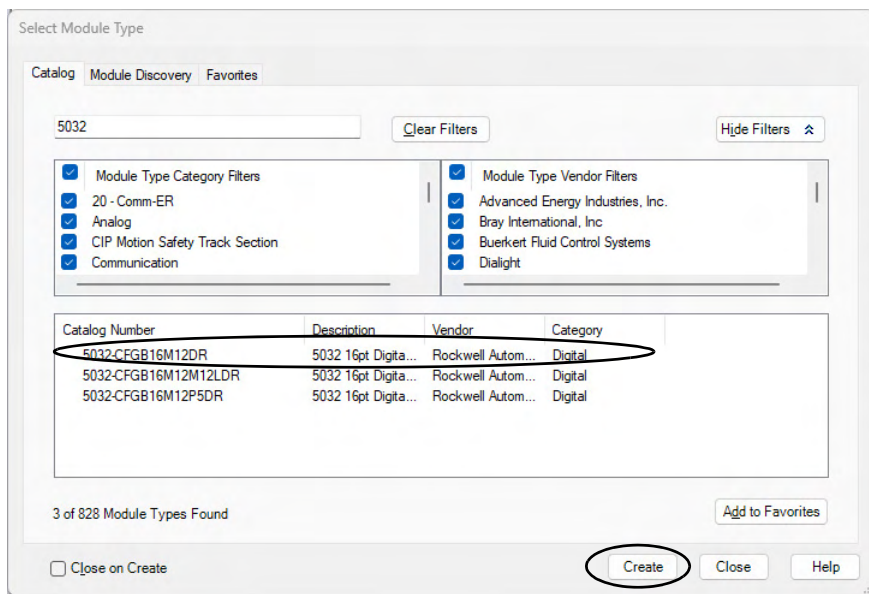 Select Module Type
Catalog Module Discovery Favorites
5032 Clear Filters Hide Filters
Module Type Category Filters Module Type Vendor Filters
20 - Comm-ER Advanced Energy Industries, Inc.
Analog Bray International, Inc
CIP Motion Safety Track Section Buerkert Fluid Control Systems
Communication Dialight
Catalog Number Description Vendor Category
5032-CFGB16M12DR 5032 16pt Digita... Rockwell Autom... Digital
5032-CFGB16M12M12LDR 5032 16pt Digita... Rockwell Autom... Digital
5032-CFGB16M12P5DR 5032 16pt Digita... Rockwell Autom... Digital
3 of 828 Module Types Found Add to Favorites
Close on Create Create Close Help